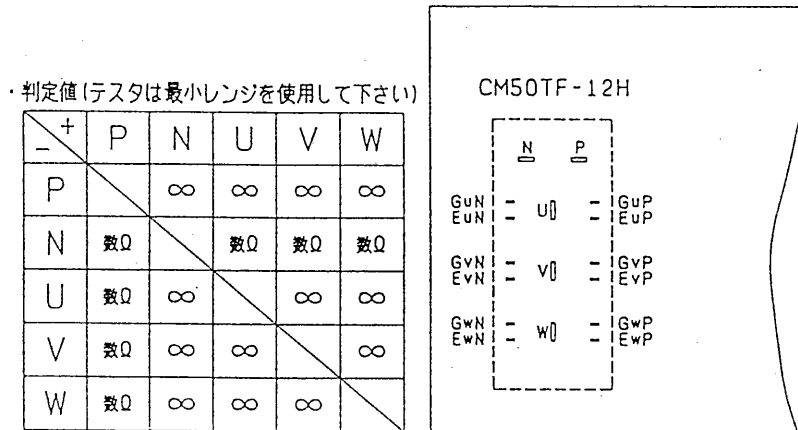 ・判定値(テスタは最小レンジを使用して下さい)
+ P N U V W
-
P ∞ ∞ ∞ ∞
N 数Ω 数Ω 数Ω 数Ω
U 数Ω ∞ ∞ ∞
V 数Ω ∞ ∞ ∞
W 数Ω ∞ ∞ ∞
CM50TF-12H
N P
GuN GuP
EuN U EuP
GvN GvP
EvN V EvP
GwN GwP
EwN W EwP